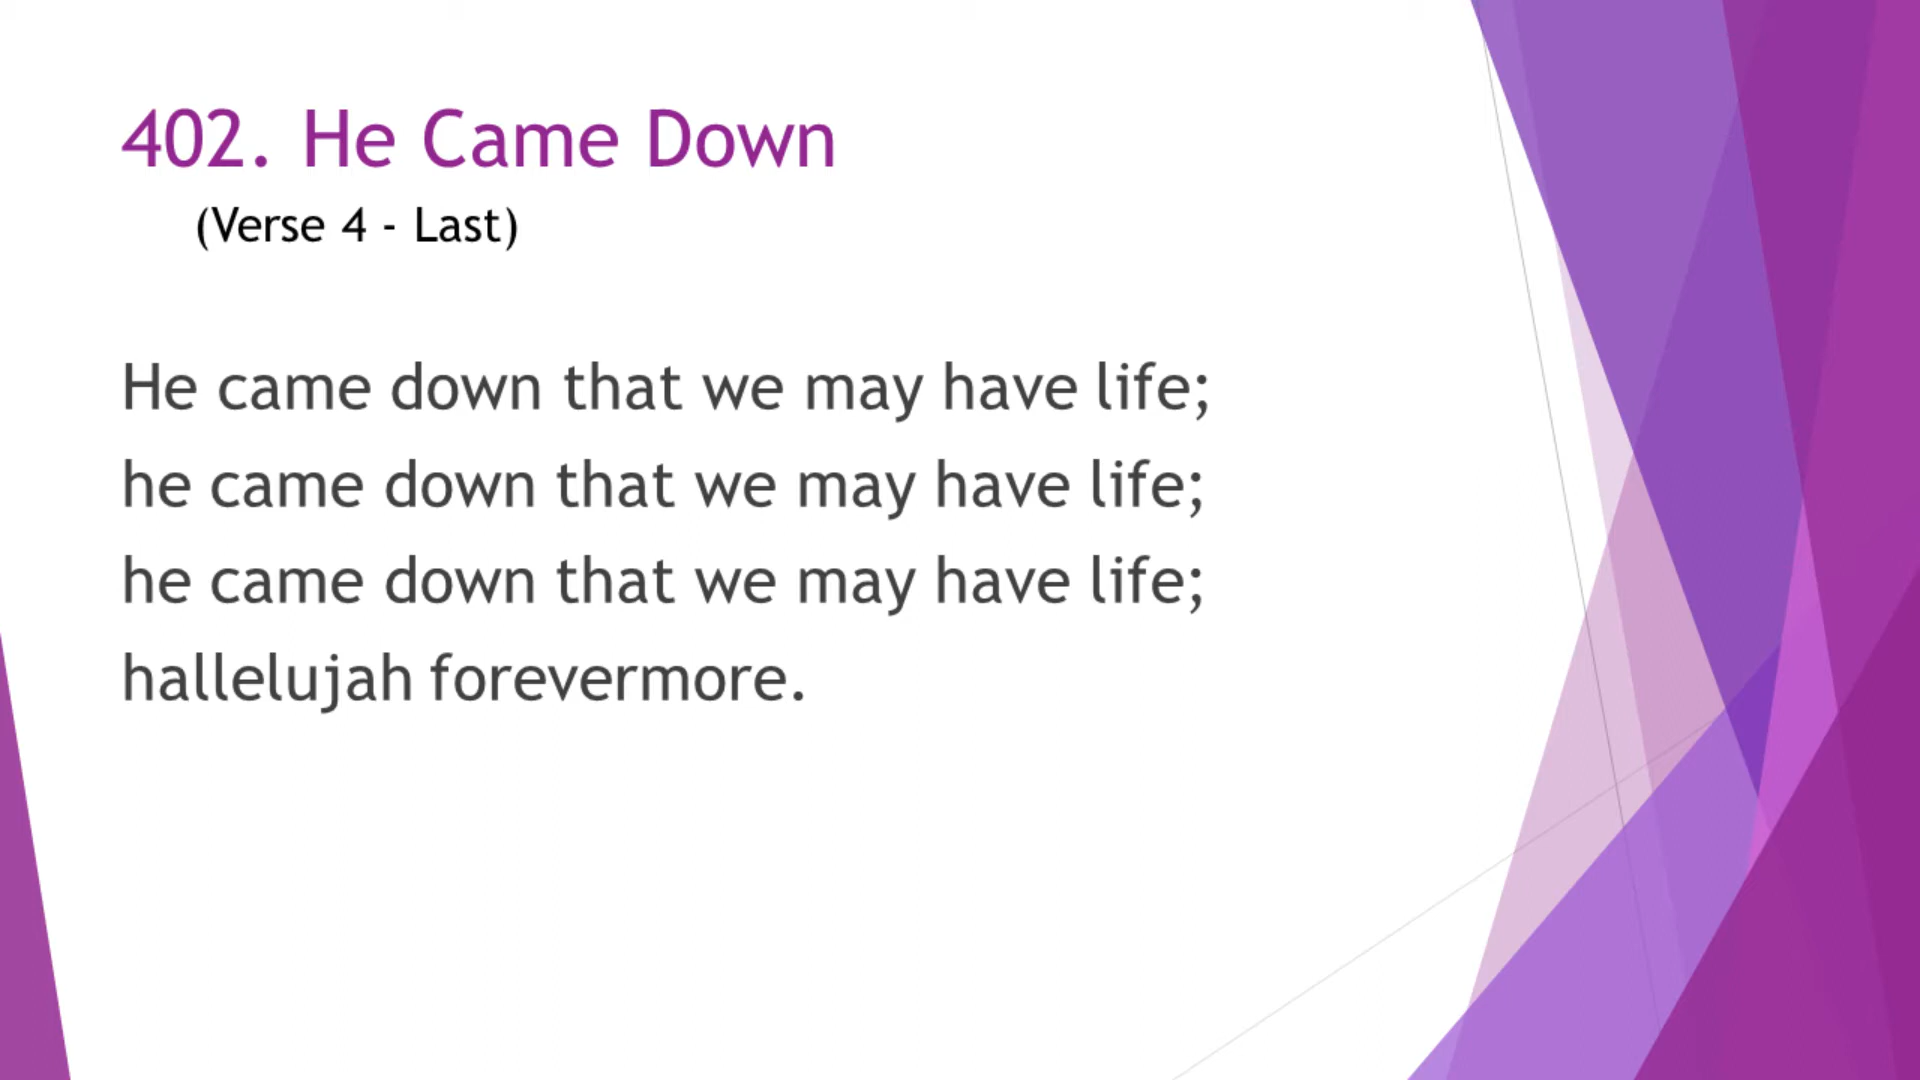 402. He Came Down
(Verse 4 - Last)
He came down that we may have life;
he came down that we may have life;
he came down that we may have life;
hallelujah forevermore.